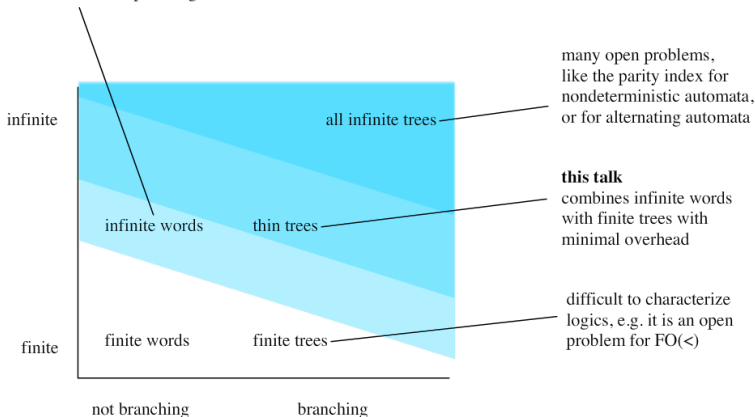 many open problems,
like the parity index for
nondeterministic automata,
or for alternating automata
infinite
all infinite trees
this talk
combines infinite words
with finite trees with
minimal overhead
infinite words
thin trees
difficult to characterize
logics, e.g. it is an open
problem for FO(<)
finite
finite words
finite trees
not branching
branching